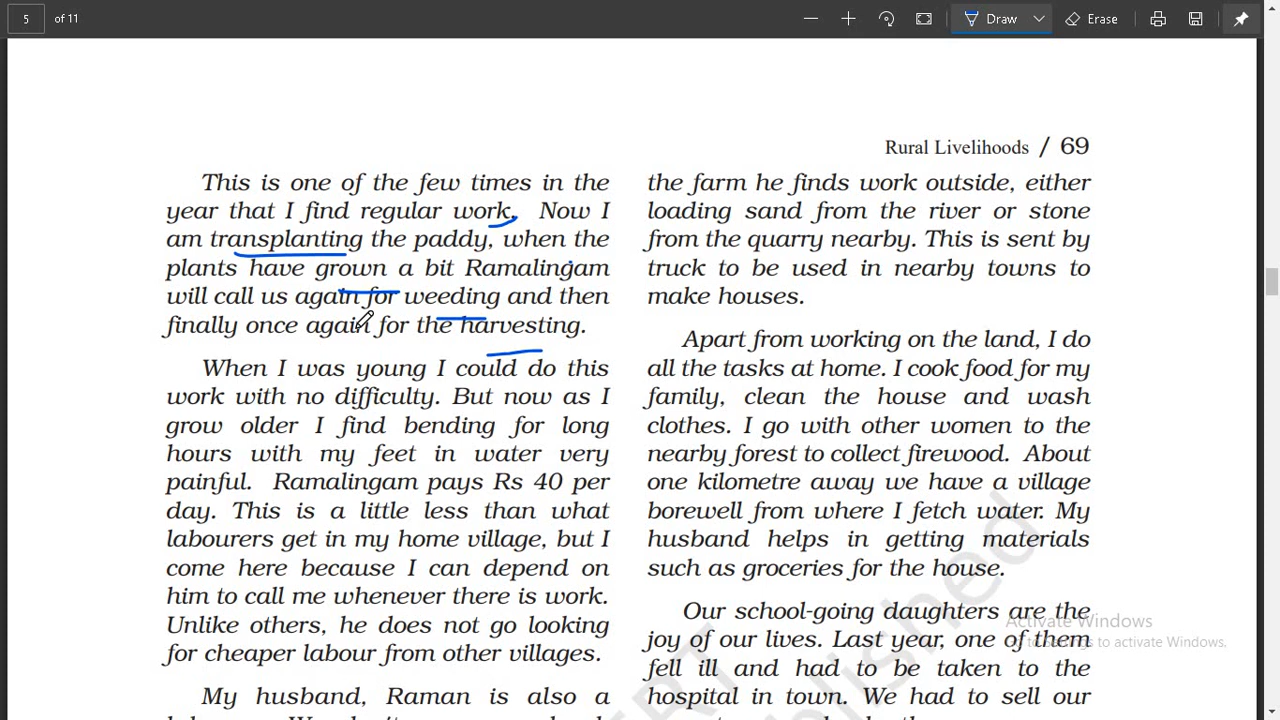 5 of 11
Draw
Erase
Rural Livelihoods / 69
This is one of the few times in the
year that I find regular work. Now I
am transplanting the paddy, when the
plants have grown a bit Ramalingam
will call us again for weeding and then
finally once again for the harvesting.
When I was young I could do this
work with no difficulty. But now as I
grow older I find bending for long
hours with my feet in water very
painful. Ramalingam pays Rs 40 per
day. This is a little less than what
labourers get in my home village, but I
come here because I can depend on
him to call me whenever there is work.
Unlike others, he does not go looking
for cheaper labour from other villages.
My husband, Raman is also a
the farm he finds work outside, either
loading sand from the river or stone
from the quarry nearby. This is sent by
truck to be used in nearby towns to
make houses.
Apart from working on the land, I do
all the tasks at home. I cook food for my
family, clean the house and wash
clothes. I go with other women to the
nearby forest to collect firewood. About
one kilometre away we have a village
borewell from where I fetch water. My
husband helps in getting materials
such as groceries for the house.
Our school-going daughters are the
joy of our lives. Last year, one of them
fell ill and had to be taken to the
hospital in town. We had to sell our
Activate Windows
to settings to activate Windows.